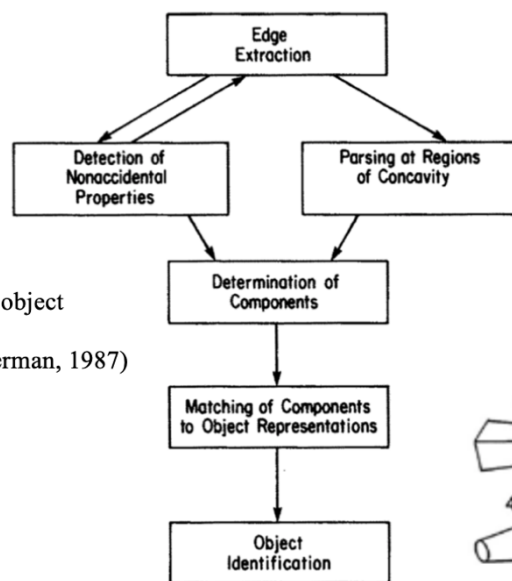 Edge
Extraction
Detection of
Nonaccidental
Properties
Parsing at Regions
of Concavity
Determination of
Components
object
erman, 1987)
Matching of Components
to Object Representations
Object
Identification